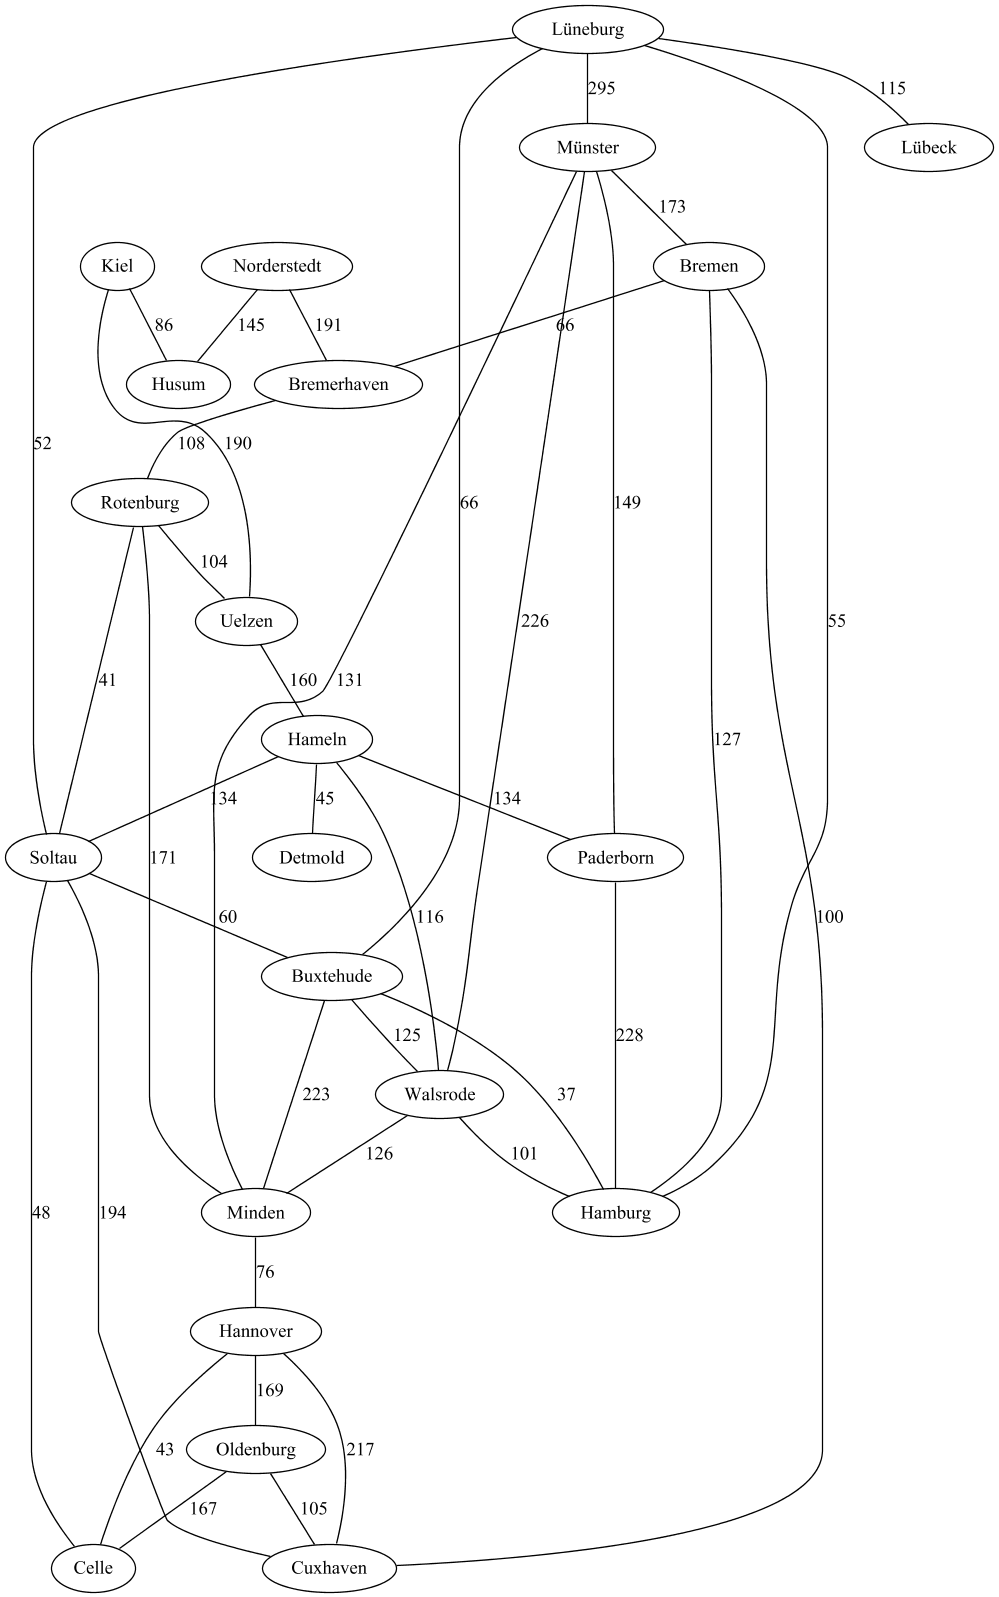 Lüneburg
295
115
Münster
Lübeck
173
Kiel
Norderstedt
Bremen
86
145
191
66
Husum
Bremerhaven
52
108
190
Rotenburg
66
149
104
Uelzen
226
55
41
160
131
Hameln
127
134
45
134
Soltau
Detmold
Paderborn
171
60
116
100
Buxtehude
125
228
223
Walsrode
37
126
101
48
194
Minden
Hamburg
76
Hannover
169
43
Oldenburg
217
167
105
Celle
Cuxhaven